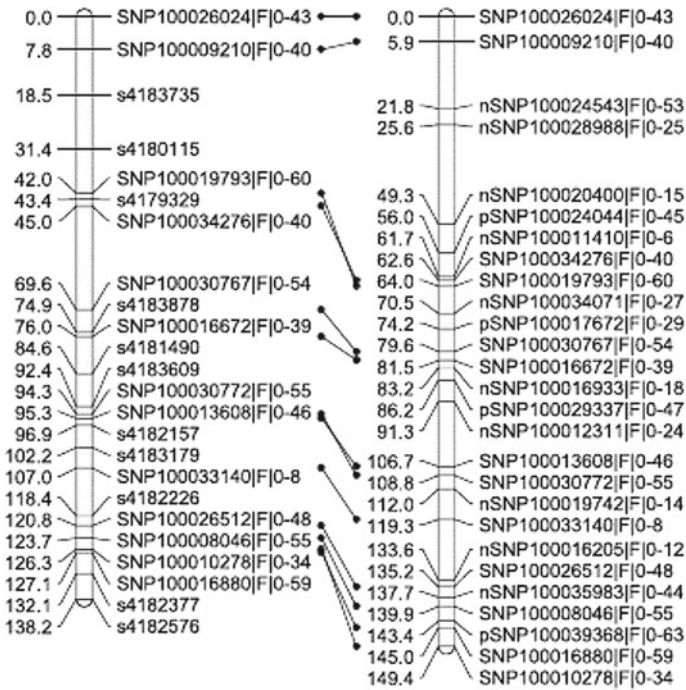 0.0 SNP100026024|F|0-43
7.8 SNP100009210|F|0-40
18.5 s4183735
31.4 s4180115
42.0 SNP100019793|F|0-60
43.4 s4179329
45.0 SNP100034276|F|0-40
69.6 SNP100030767|F|0-54
74.9 s4183878
76.0 SNP100016672|F|0-39
84.6 s4181490
92.4 s4183609
94.3 SNP100030772|F|0-55
95.3 SNP100013608|F|0-46
96.9 s4182157
102.2 s4183179
107.0 SNP100033140|F|0-8
118.4 s4182226
120.8 SNP100026512|F|0-48
123.7 SNP100008046|F|0-55
126.3 SNP100010278|F|0-34
127.1 SNP100016880|F|0-59
132.1 s4182377
138.2 s4182576
0.0 SNP100026024|F|0-43
5.9 SNP100009210|F|0-40
21.8 nSNP100024543|F|0-53
25.6 nSNP100028988|F|0-25
49.3 nSNP100020400|F|0-15
56.0 pSNP100024044|F|0-45
61.7 nSNP100011410|F|0-6
62.6 SNP100034276|F|0-40
64.0 SNP100019793|F|0-60
70.5 nSNP100034071|F|0-27
74.2 pSNP100017672|F|0-29
79.6 SNP100030767|F|0-54
81.5 SNP100016672|F|0-39
83.2 nSNP100016933|F|0-18
86.2 pSNP100029337|F|0-47
91.3 nSNP100012311|F|0-24
106.7 SNP100013608|F|0-46
108.8 SNP100030772|F|0-55
112.0 nSNP100019742|F|0-14
119.3 SNP100033140|F|0-8
133.6 nSNP100016205|F|0-12
135.2 SNP100026512|F|0-48
137.7 nSNP100035983|F|0-44
139.9 SNP100008046|F|0-55
143.4 pSNP100039368|F|0-63
145.0 SNP100016880|F|0-59
149.4 SNP100010278|F|0-34